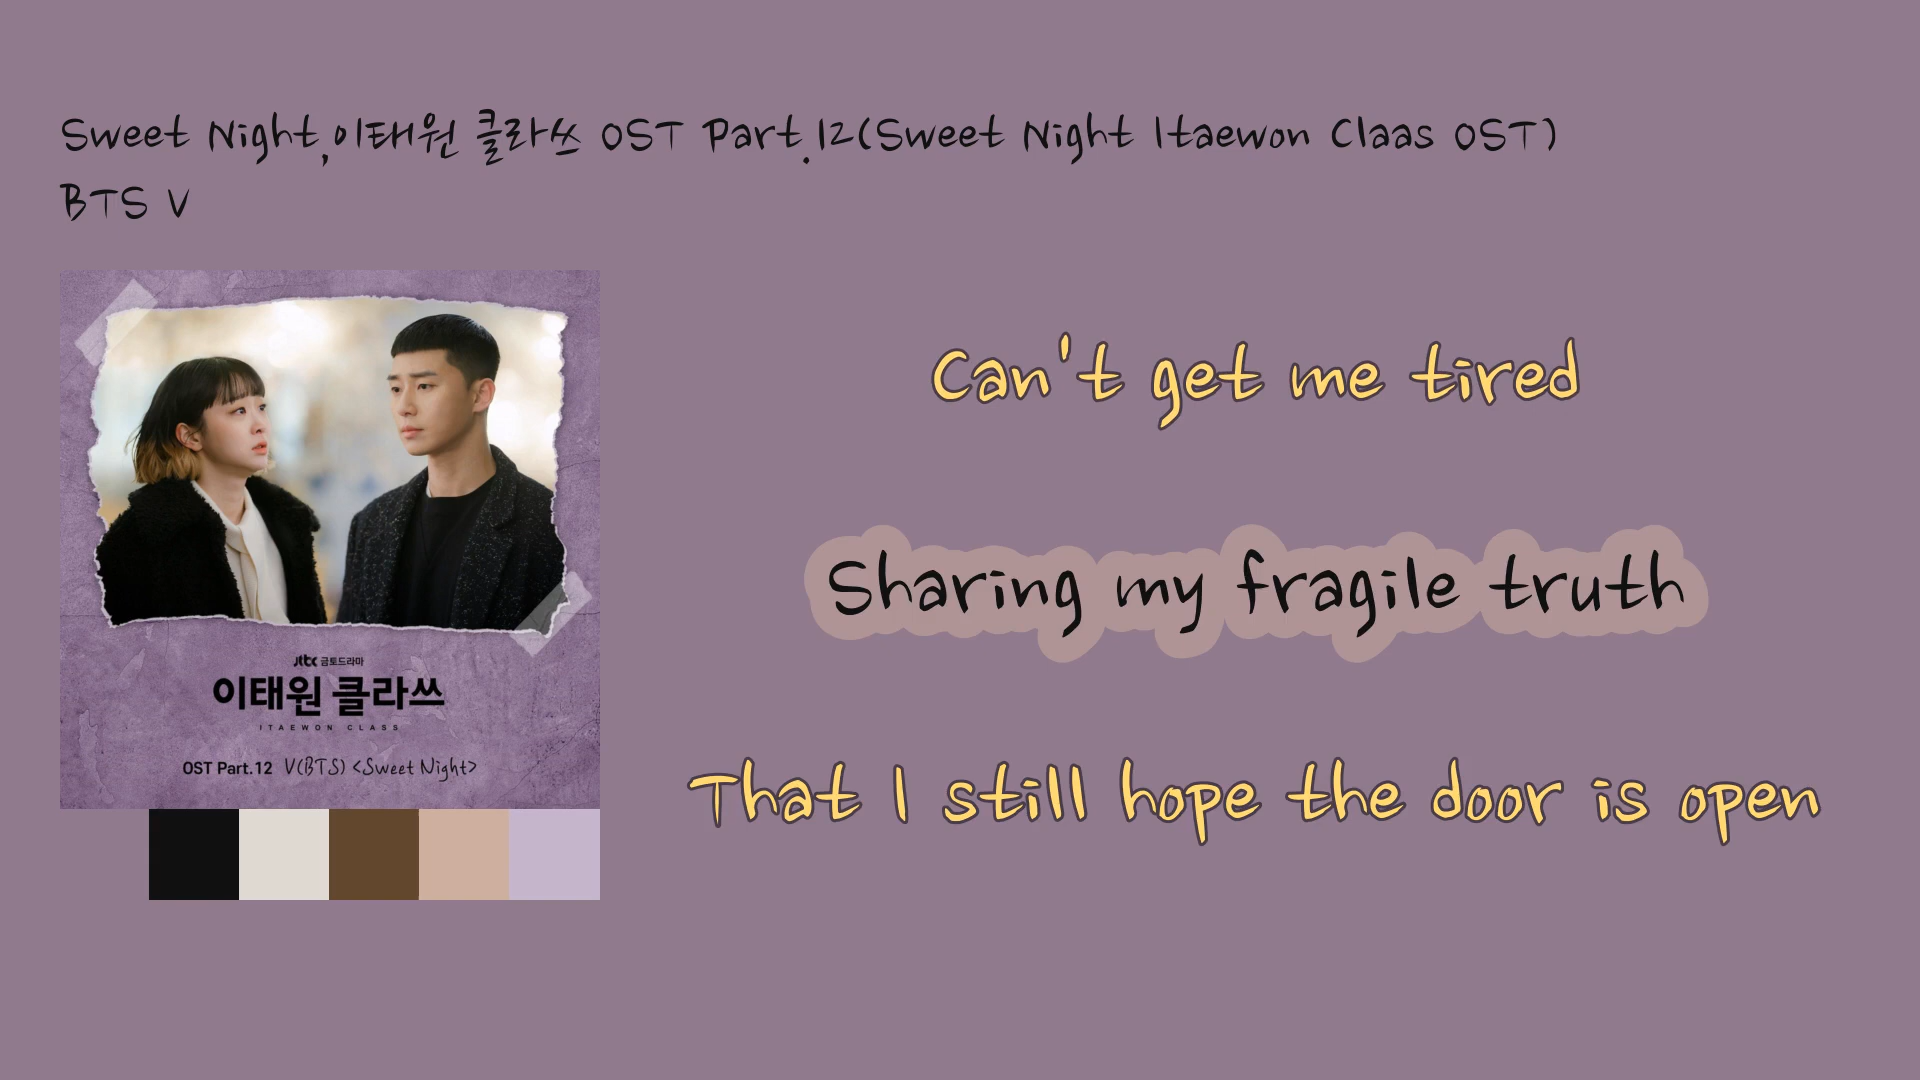 Sweet Night,이태원 클라쓰 OST Part.12(Sweet Night Itaewon Claas OST)
BTS V
Can't get me tired
Sharing my fragile truth
That I still hope the door is open
jtbc 금토드라마
이태원 클라쓰
ITAEWON CLASS
OST Part.12 V(BTS) <Sweet Night>